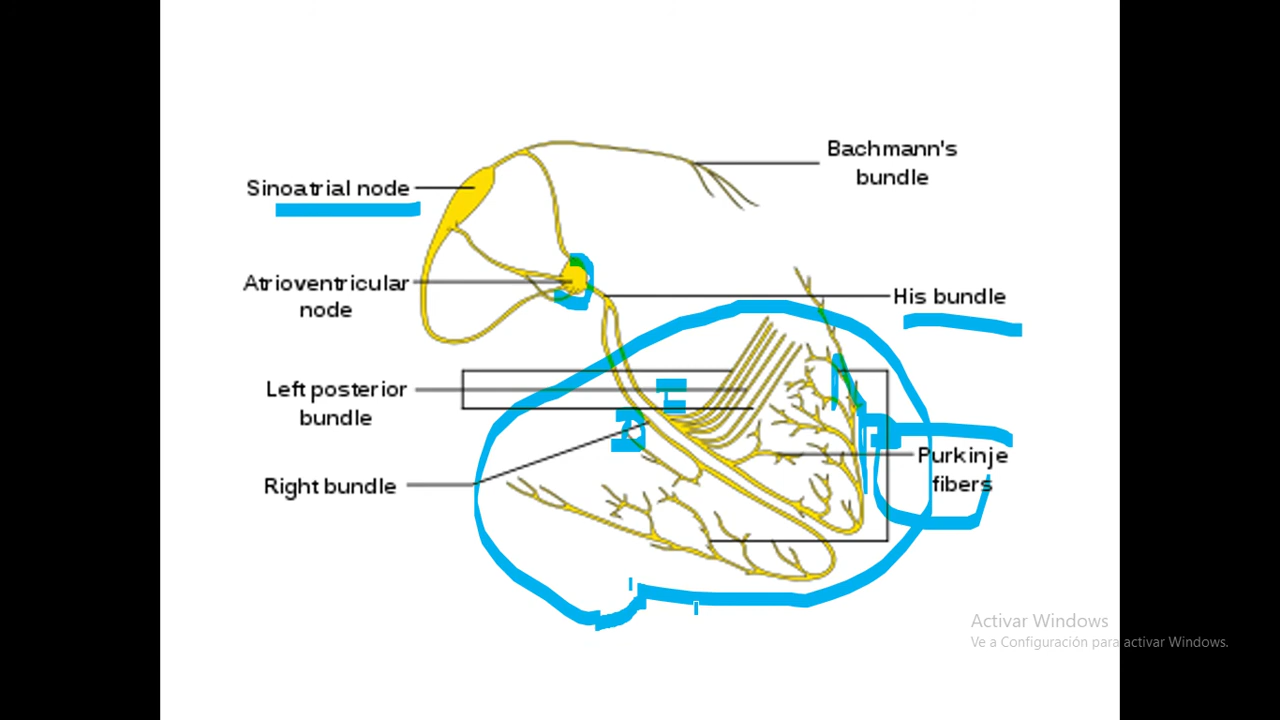 Bachmann's
bundle
Sinoatrial node
Atrioventricular
node
His bundle
Left posterior
bundle
Purkinje
fibers
Right bundle
Activar Windows
Ve a Configuración para activar Windows.